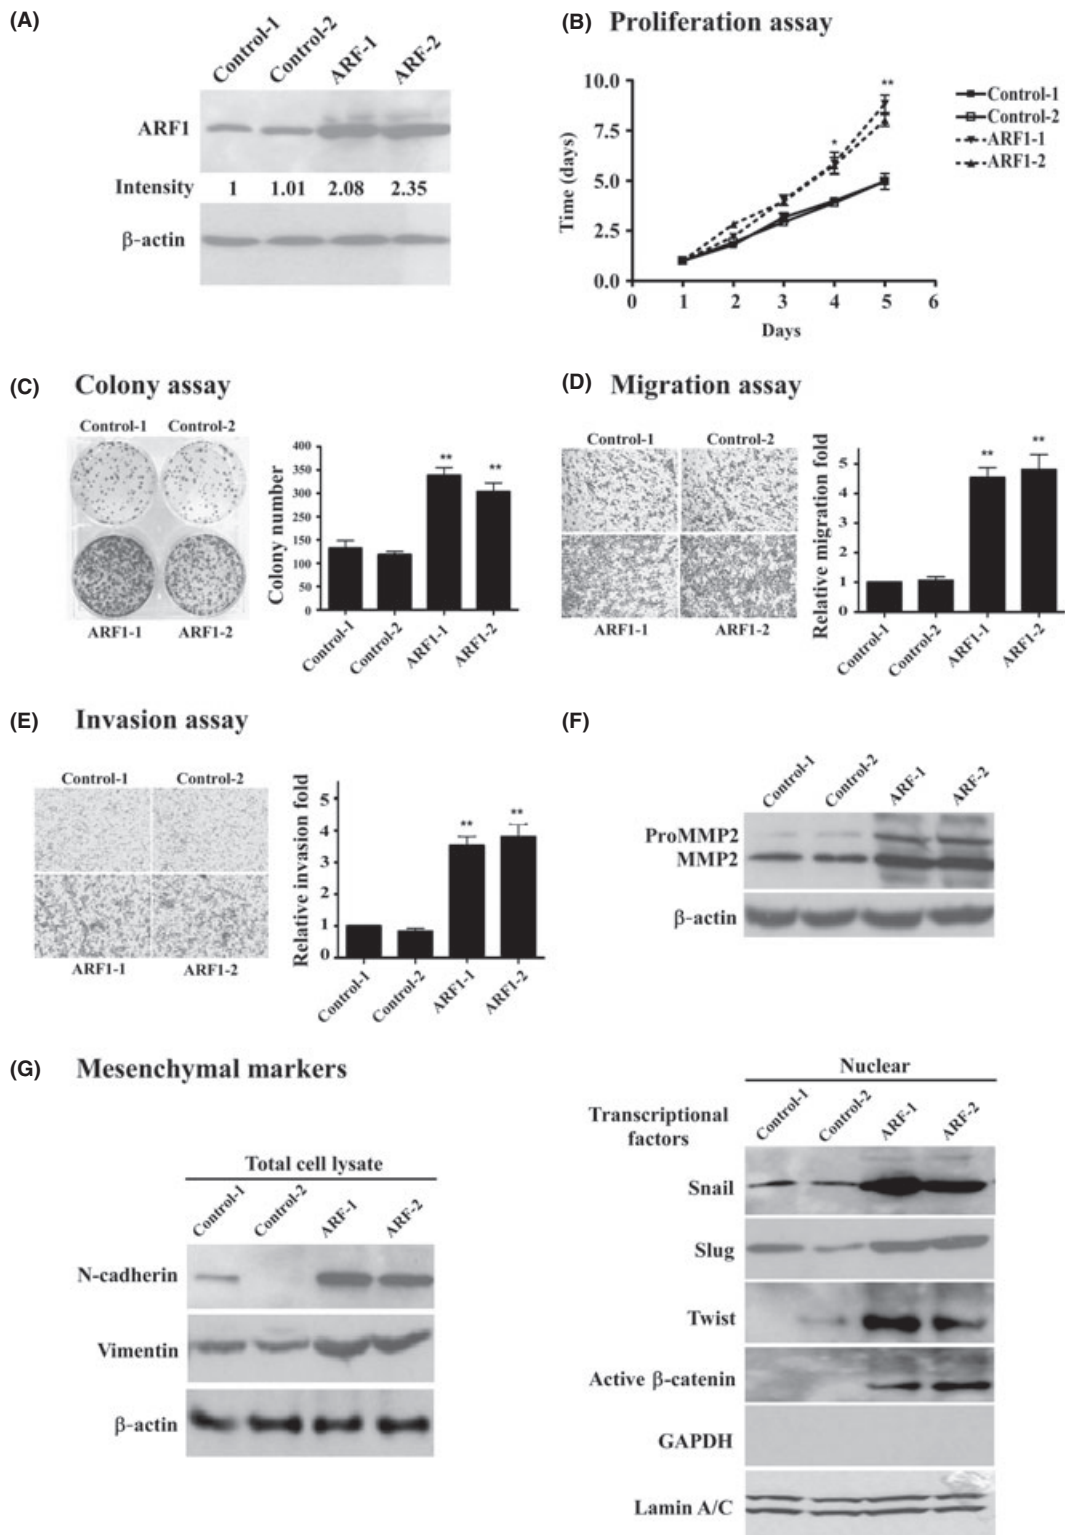 (A)
Control-1 Control-2 ARF-1 ARF-2
ARF1
Intensity 1 1.01 2.08 2.35
β-actin
(B) Proliferation assay
10.0
7.5
5.0
2.5
0.0
Time (days)
0 1 2 3 4 5 6
Days
* **
Control-1
Control-2
ARF1-1
ARF1-2
(C) Colony assay
Control-1 Control-2
ARF1-1 ARF1-2
Colony number
400
350
300
150
100
50
0
** **
Control-1 Control-2 ARF1-1 ARF1-2
(D) Migration assay
Control-1 Control-2
ARF1-1 ARF1-2
Relative migration fold
5
4
2
1
0
** **
Control-1 Control-2 ARF1-1 ARF1-2
(E) Invasion assay
Control-1 Control-2
ARF1-1 ARF1-2
Relative invasion fold
5
4
3
2
1
0
** **
Control-1 Control-2 ARF1-1 ARF1-2
(F)
Control-1 Control-2 ARF-1 ARF-2
ProMMP2
MMP2
β-actin
(G) Mesenchymal markers
Total cell lysate
Control-1 Control-2 ARF-1 ARF-2
N-cadherin
Vimentin
β-actin
Nuclear
Transcriptional
factors
Control-1 Control-2 ARF-1 ARF-2
Snail
Slug
Twist
Active β-catenin
GAPDH
Lamin A/C